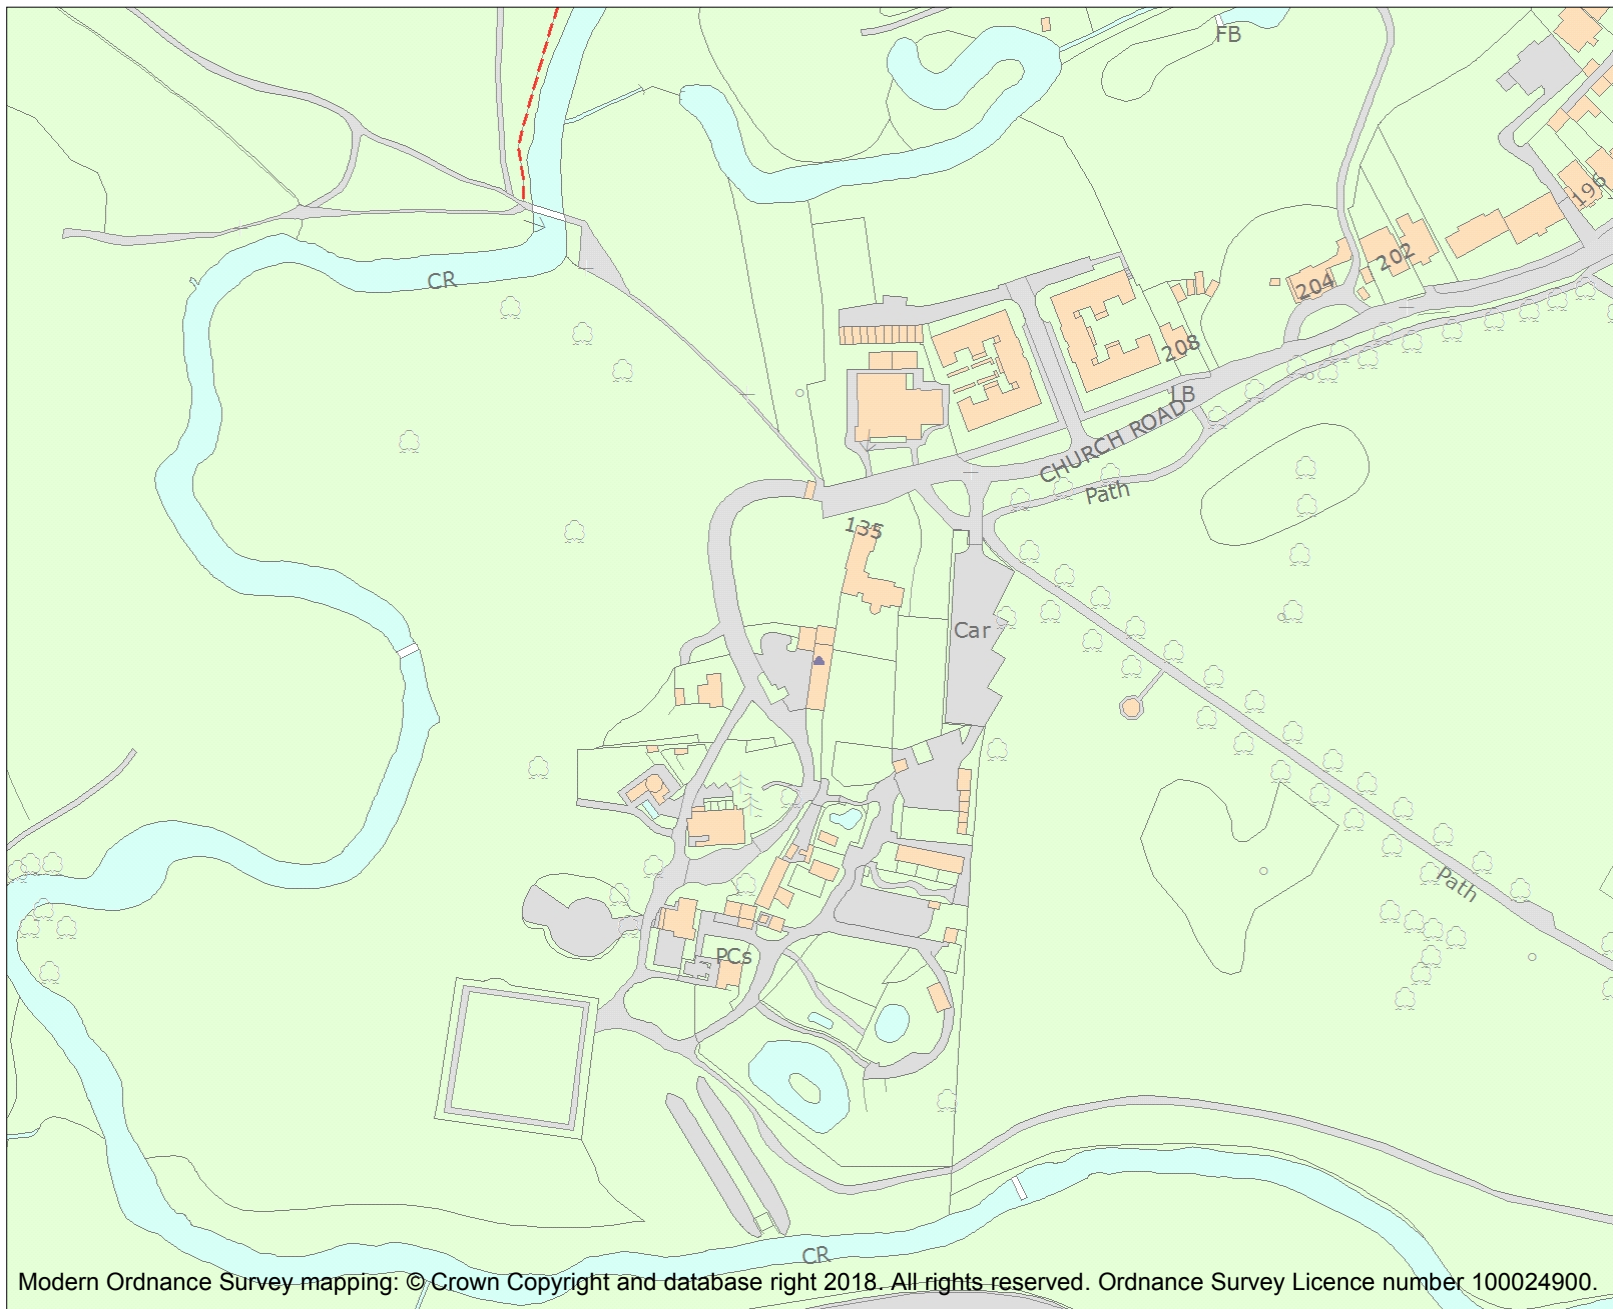 FB
196
CR
202
204
208
LB
CHURCH ROAD
Path
135
Car
Path
PCs
CR
Modern Ordnance Survey mapping: © Crown Copyright and database right 2018. All rights reserved. Ordnance Survey Licence number 100024900.